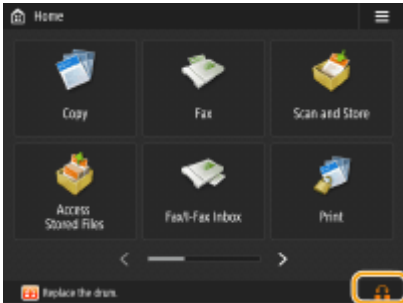 Home
Copy
Fax
Scan and Store
Access
Stored Files
Fax/I-Fax Inbox
Print
Replace the drum.